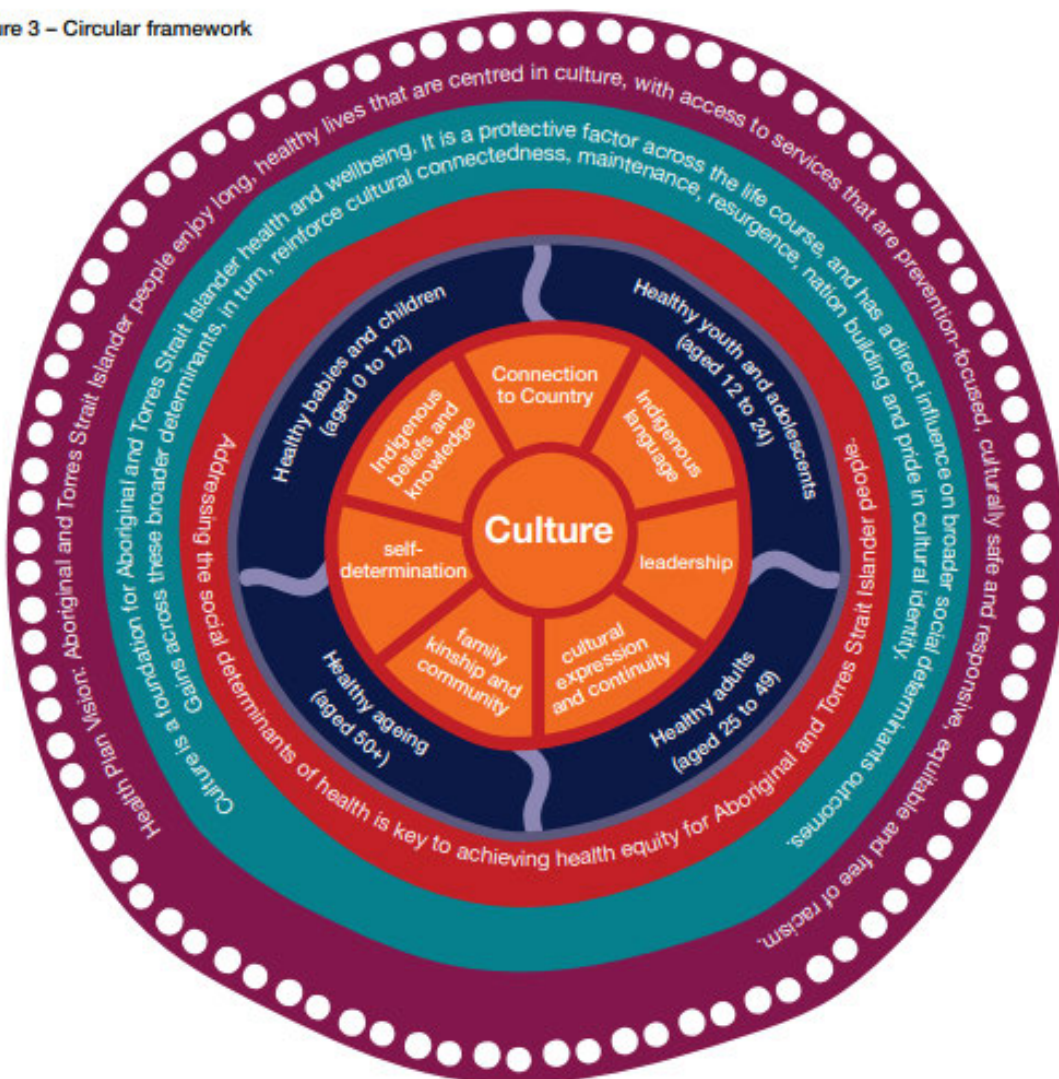 re 3 – Circular framework
Health Plan Vision: Aboriginal and Torres Strait Islander people enjoy long, healthy lives that are centred in culture, with access to services that are prevention-focused, culturally safe and responsive, equitable and free of racism.
Culture is a foundation for Aboriginal and Torres Strait Islander health and wellbeing. It is a protective factor across the life course, and has a direct influence on broader social determinants outcomes.
Gains across these broader determinants, in turn, reinforce cultural connectedness, maintenance, resurgence, nation building and pride in cultural identity.
Addressing the social determinants of health is key to achieving health equity for Aboriginal and Torres Strait Islander people.
Healthy babies and children
(aged 0 to 12)
Healthy youth and adolescents
(aged 12 to 24)
Healthy adults
(aged 25 to 49)
Healthy ageing
(aged 50+)
Connection
to Country
Indigenous
language
leadership
cultural
expression
and continuity
family
kinship and
community
self-
determination
Indigenous
beliefs and
knowledge
Culture